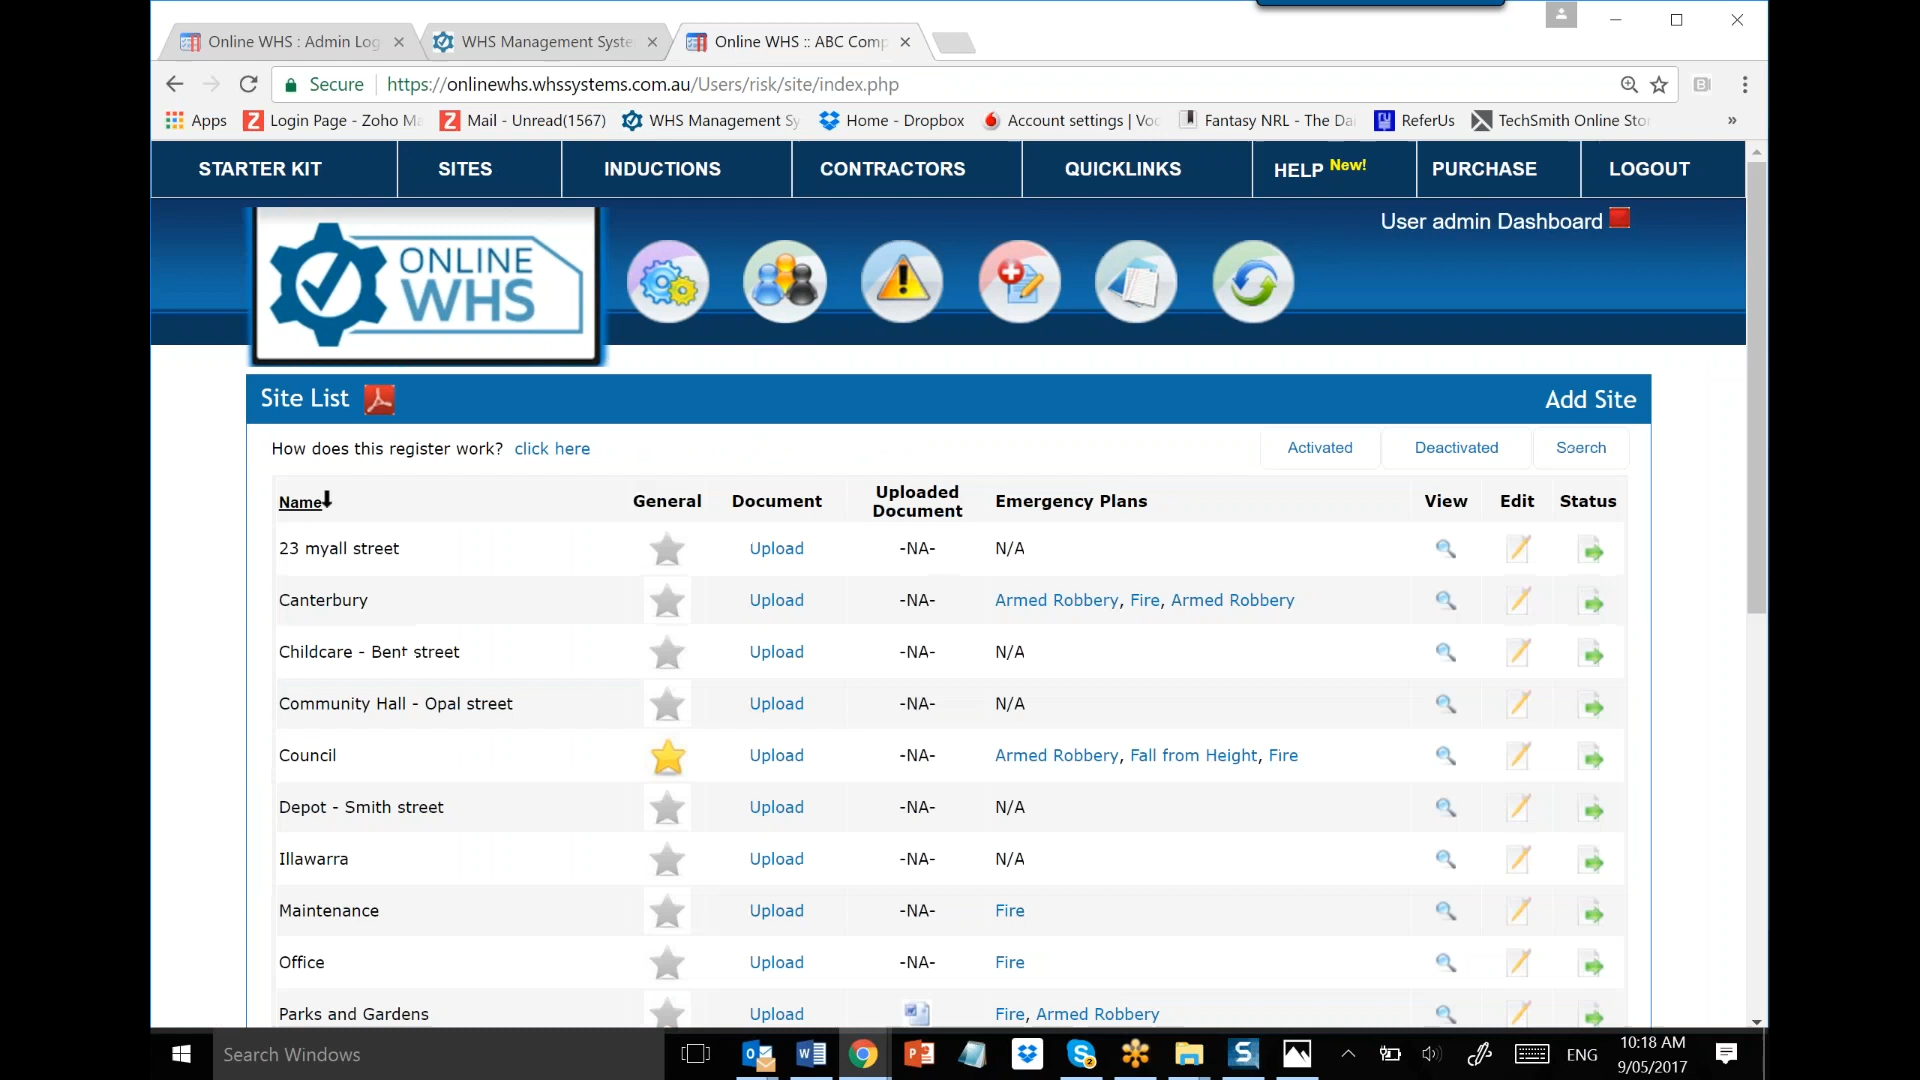 Online WHS : Admin Log
WHS Management Syste
Online WHS :: ABC Comp
Secure
https://onlinewhs.whssystems.com.au/Users/risk/site/index.php
Apps
Login Page - Zoho Ma
Mail - Unread(1567)
WHS Management Sy
Home - Dropbox
Account settings | Voc
Fantasy NRL - The Dai
ReferUs
TechSmith Online Stor
»
STARTER KIT
SITES
INDUCTIONS
CONTRACTORS
QUICKLINKS
HELP New!
PURCHASE
LOGOUT
User admin Dashboard
ONLINE
WHS
Site List
Add Site
How does this register work? click here
Activated
Deactivated
Search
Name General Document Uploaded Document Emergency Plans View Edit Status
23 myall street Upload -NA- N/A
Canterbury Upload -NA- Armed Robbery, Fire, Armed Robbery
Childcare - Bent street Upload -NA- N/A
Community Hall - Opal street Upload -NA- N/A
Council Upload -NA- Armed Robbery, Fall from Height, Fire
Depot - Smith street Upload -NA- N/A
Illawarra Upload -NA- N/A
Maintenance Upload -NA- Fire
Office Upload -NA- Fire
Parks and Gardens Upload Fire, Armed Robbery
Search Windows
ENG
10:18 AM
9/05/2017